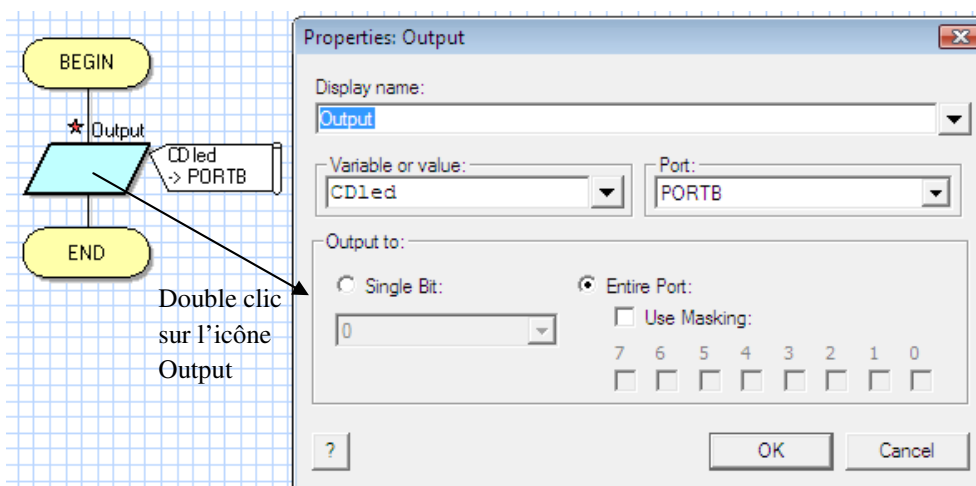 BEGIN
Output
CDled
-> PORTB
END
Double clic
sur l'icône
Output
Properties: Output
Display name:
Output
Variable or value:
CDled
Port:
PORTB
Output to:
Single Bit:
0
Entire Port:
Use Masking:
7 6 5 4 3 2 1 0
?
OK
Cancel